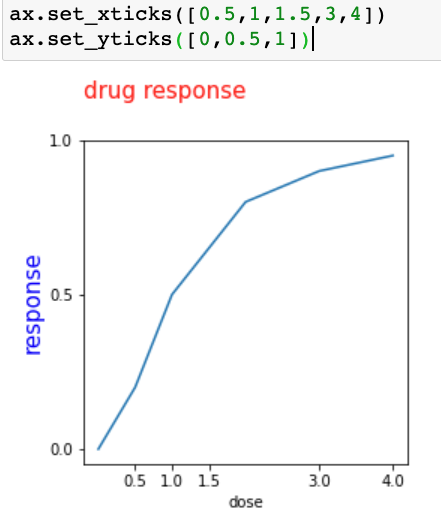 ax.set_xticks([0.5,1,1.5,3,4])
ax.set_yticks([0,0.5,1])
drug response
1.0
response
0.5
0.0
0.5 1.0 1.5 3.0 4.0
dose